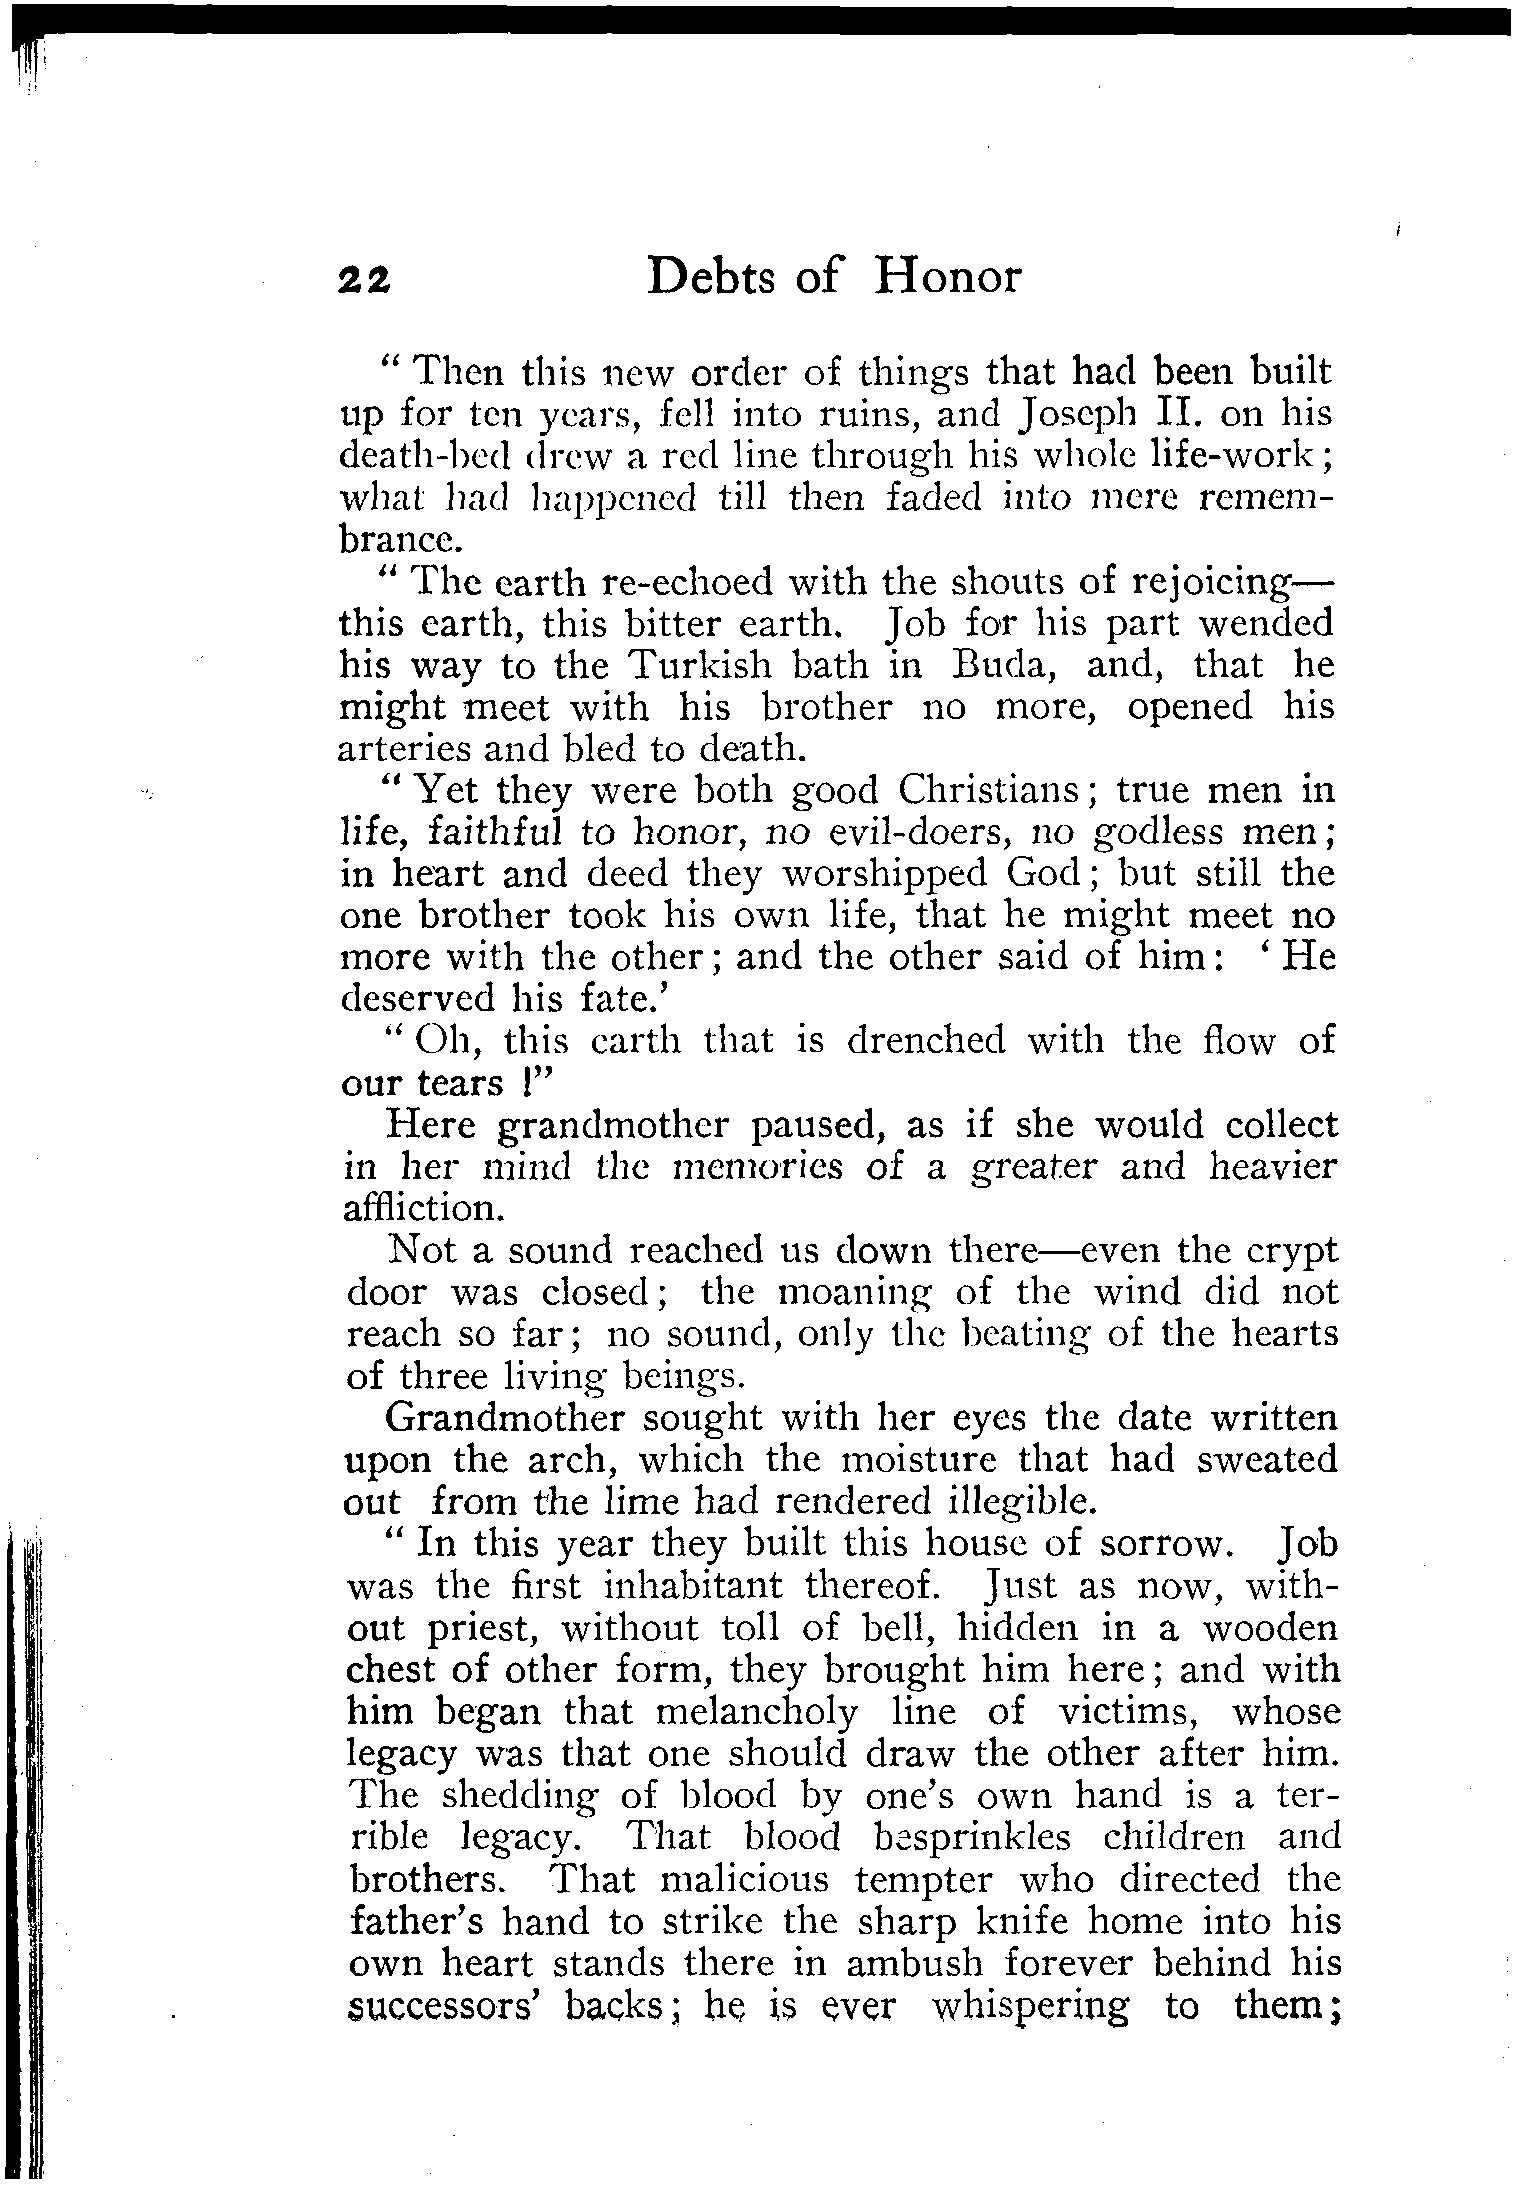 22 Debts of Honor
“ Then this new order of things that had been built
up for ten years, fell into ruins, and Joseph II. on his
death-bed drew a red line through his whole life-work;
what had happened till then faded into mere remem-
brance.
“ The earth re-echoed with the shouts of rejoicing—
this earth, this bitter earth. Job for his part wended
his way to the Turkish bath in Buda, and, that he
might meet with his brother no more, opened his
arteries and bled to death.
“ Yet they were both good Christians; true men in
life, faithful to honor, no evil-doers, no godless men;
in heart and deed they worshipped God; but still the
one brother took his own life, that he might meet no
more with the other; and the other said of him: ‘ He
deserved his fate.’
“ Oh, this earth that is drenched with the flow of
our tears !”
Here grandmother paused, as if she would collect
in her mind the memories of a greater and heavier
affliction.
Not a sound reached us down there—even the crypt
door was closed; the moaning of the wind did not
reach so far; no sound, only the beating of the hearts
of three living beings.
Grandmother sought with her eyes the date written
upon the arch, which the moisture that had sweated
out from the lime had rendered illegible.
“ In this year they built this house of sorrow. Job
was the first inhabitant thereof. Just as now, with-
out priest, without toll of bell, hidden in a wooden
chest of other form, they brought him here; and with
him began that melancholy line of victims, whose
legacy was that one should draw the other after him.
The shedding of blood by one’s own hand is a ter-
rible legacy. That blood besprinkles children and
brothers. That malicious tempter who directed the
father’s hand to strike the sharp knife home into his
own heart stands there in ambush forever behind his
successors’ backs; he is ever whispering to them;